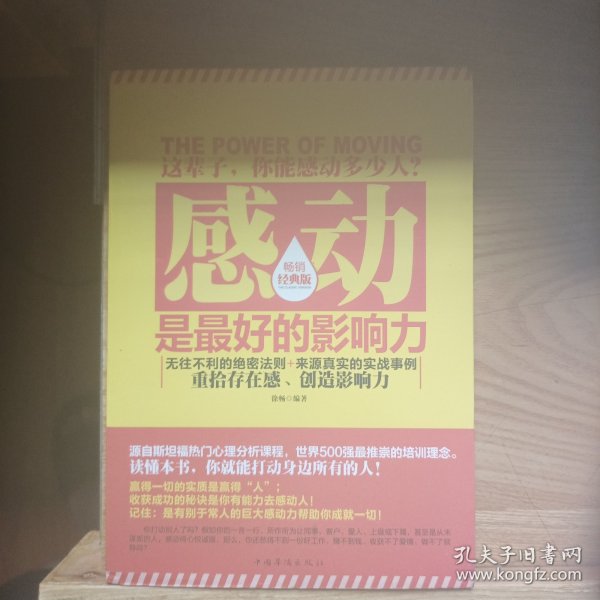 THE POWER OF MOVING
这辈子，你能感动多少人？
感动
畅销
经典版
是最好的影响力
无往不利的绝密法则+来源真实的实战事例
重拾存在感、创造影响力
徐畅◎编著
源自斯坦福热门心理分析课程，世界500强最推崇的培训理念。
读懂本书，你就能打动身边所有的人！
赢得一切的实质是赢得“人”；
收获成功的秘诀是你有能力去感动人！
记住：是有别于常人的巨大感动力帮助你成就一切！
中国华侨出版社
孔夫子旧书网
www.kongfz.com